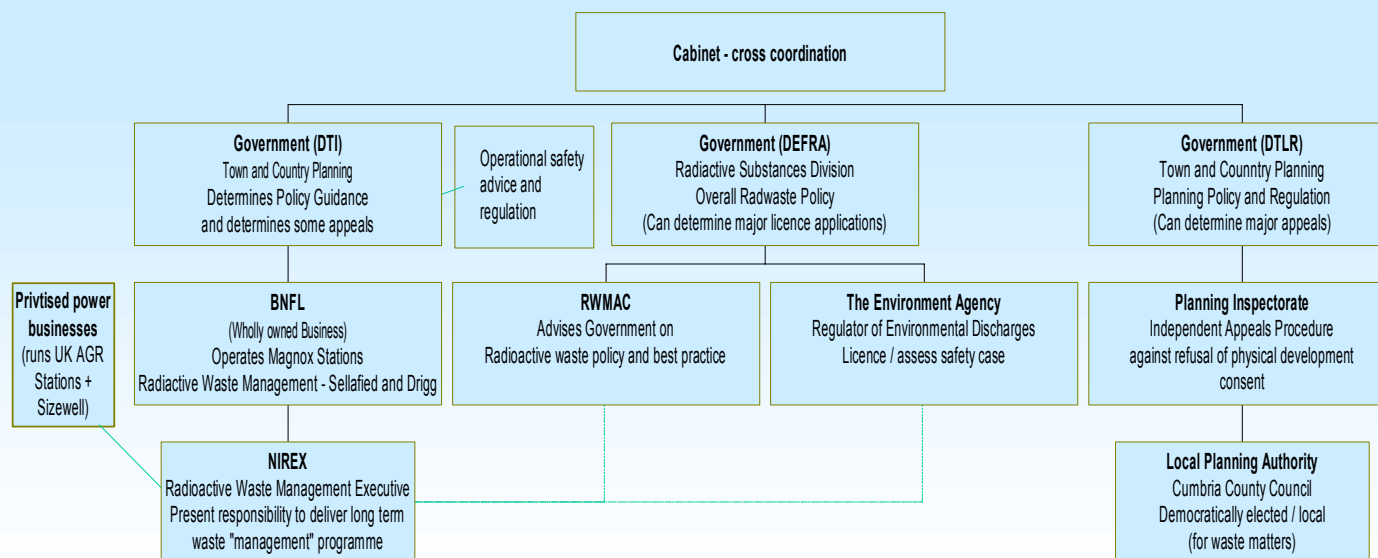 Cabinet - cross coordination
Government (DTI)
Town and Country Planning
Determines Policy Guidance
and determines some appeals
Operational safety
advice and
regulation
Government (DEFRA)
Radiactive Substances Division
Overall Radwaste Policy
(Can determine major licence applications)
Government (DTLR)
Town and Counntry Planning
Planning Policy and Regulation
(Can determine major appeals)
Privtised power
businesses
(runs UK AGR
Stations +
Sizewell)
BNFL
(Wholly owned Business)
Operates Magnox Stations
Radiactive Waste Management - Sellafied and Drigg
RWMAC
Advises Government on
Radioactive waste policy and best practice
The Environment Agency
Regulator of Environmental Discharges
Licence / assess safety case
Planning Inspectorate
Independent Appeals Procedure
against refusal of physical development
consent
NIREX
Radioactive Waste Management Executive
Present responsibility to deliver long term
waste "management" programme
Local Planning Authority
Cumbria County Council
Democratically elected / local
(for waste matters)